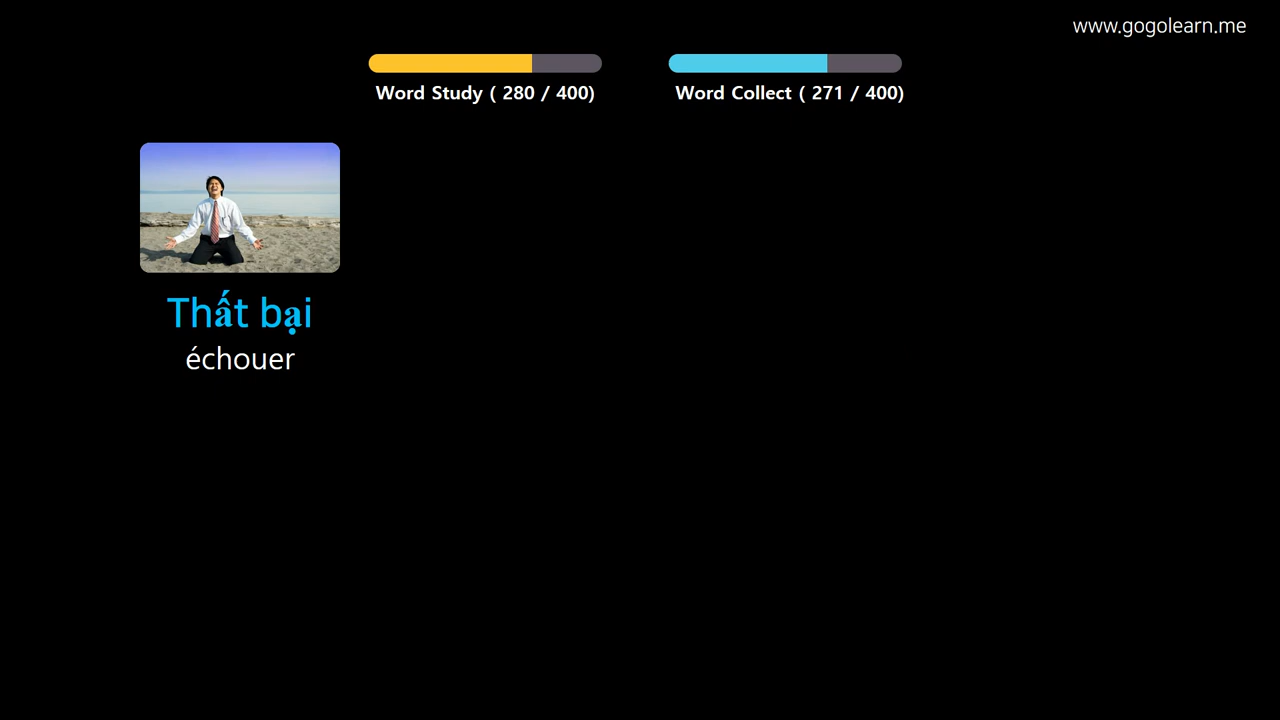 www.gogolearn.me
Word Study ( 280 / 400)
Word Collect ( 271 / 400)
Thất bại
échouer